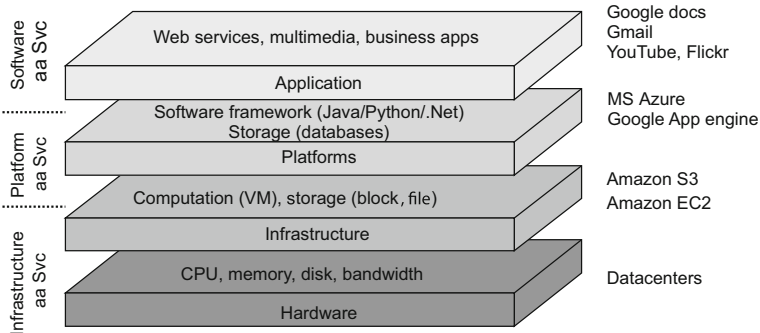 Software
aa Svc
Web services, multimedia, business apps
Application
Google docs
Gmail
YouTube, Flickr
Platform
aa Svc
Software framework (Java/Python/.Net)
Storage (databases)
Platforms
MS Azure
Google App engine
Infrastructure
aa Svc
Computation (VM), storage (block, file)
Infrastructure
Amazon S3
Amazon EC2
CPU, memory, disk, bandwidth
Hardware
Datacenters